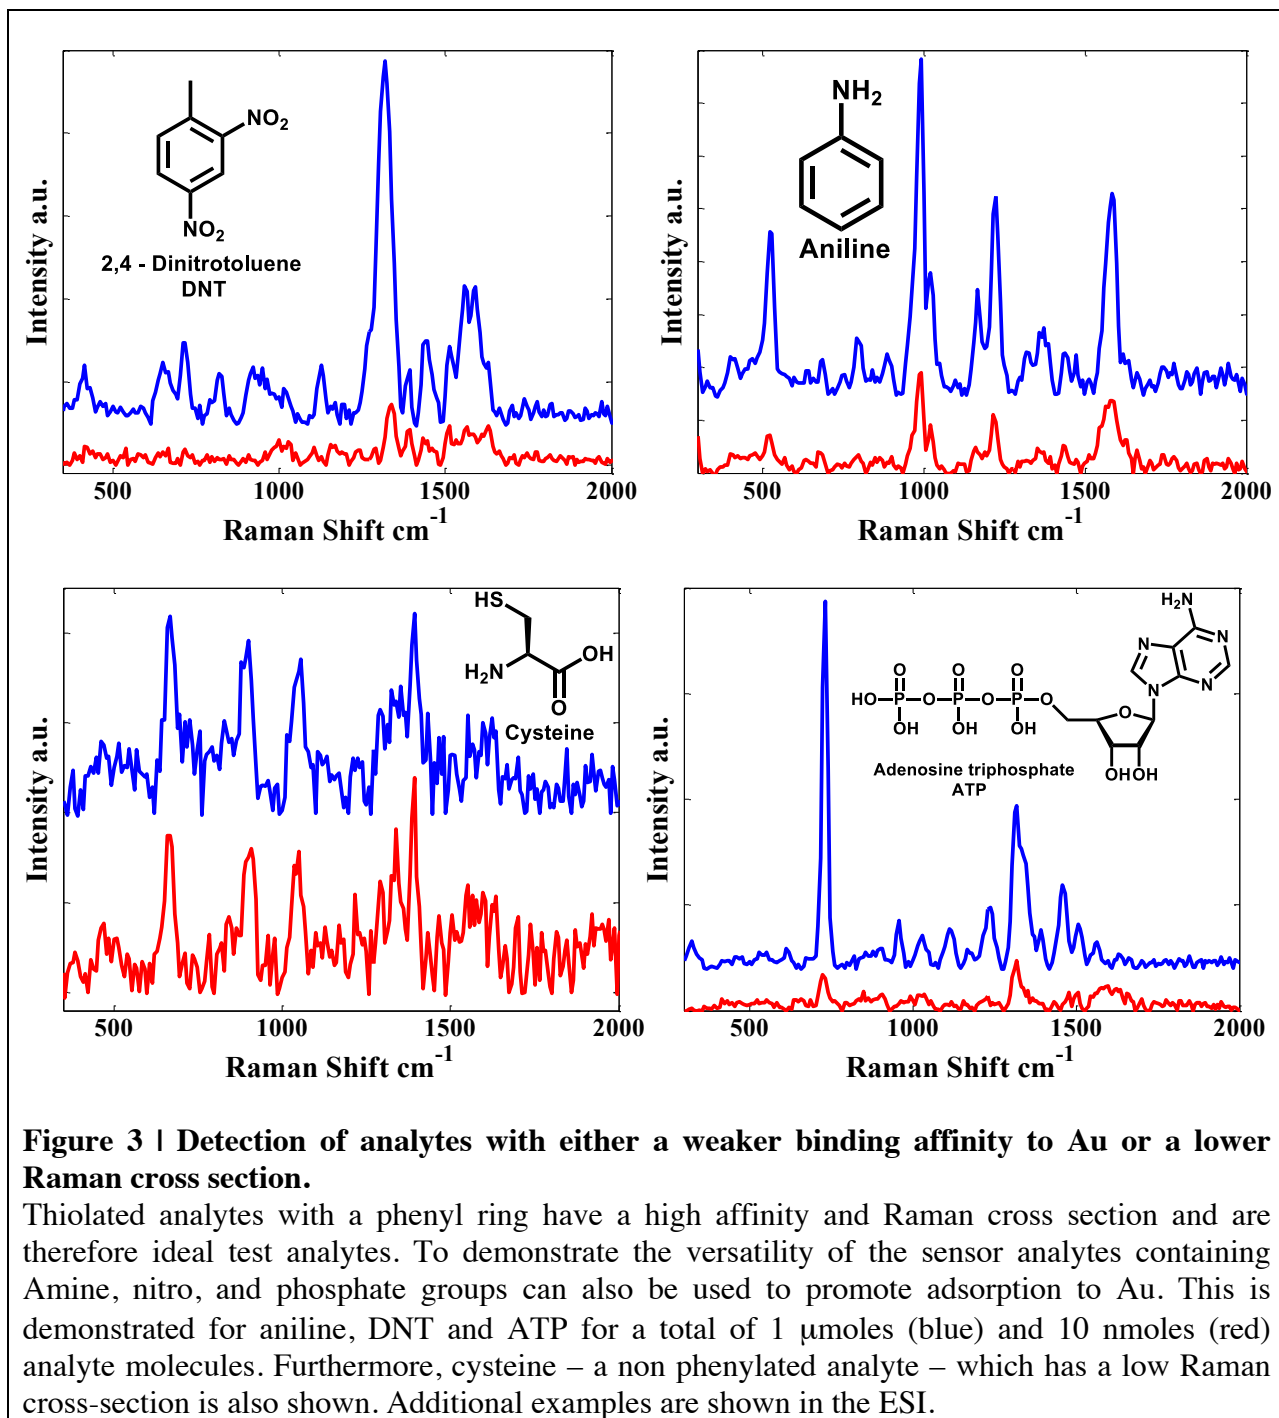 Intensity a.u.
NO2
NO2
2,4 - Dinitrotoluene
DNT
500
1000
1500
2000
Raman Shift cm-1
Intensity a.u.
NH2
Aniline
500
1000
1500
2000
Raman Shift cm-1
Intensity a.u.
HS
H2N
OH
O
Cysteine
500
1000
1500
2000
Raman Shift cm-1
Intensity a.u.
H2N
N
N
N
N
O
O
O
HO
P
O
P
O
P
O
OH
OH
OH
O
OH
OH
Adenosine triphosphate
ATP
500
1000
1500
2000
Raman Shift cm-1
Figure 3 | Detection of analytes with either a weaker binding affinity to Au or a lower
Raman cross section.
Thiolated analytes with a phenyl ring have a high affinity and Raman cross section and are
therefore ideal test analytes. To demonstrate the versatility of the sensor analytes containing
Amine, nitro, and phosphate groups can also be used to promote adsorption to Au. This is
demonstrated for aniline, DNT and ATP for a total of 1 μmoles (blue) and 10 nmoles (red)
analyte molecules. Furthermore, cysteine – a non phenylated analyte – which has a low Raman
cross-section is also shown. Additional examples are shown in the ESI.